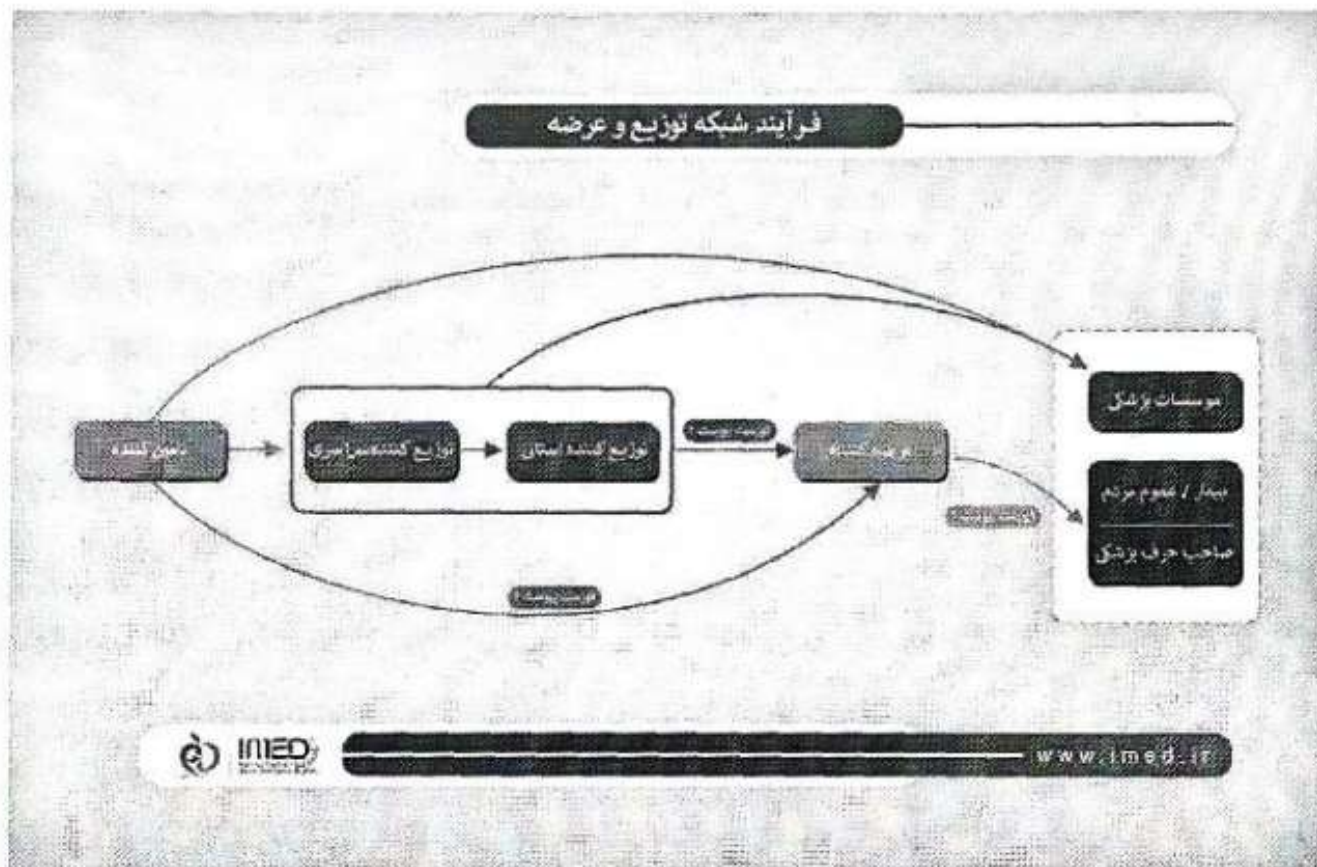 فرآیند شبکه توزیع و عرضه
موسسات پزشکی
تامین کننده
توزیع کننده سراسری
توزیع کننده استانی
عرضه کننده
بیمار / عموم مردم
صاحب حرف پزشکی
IMED
www.imed.ir